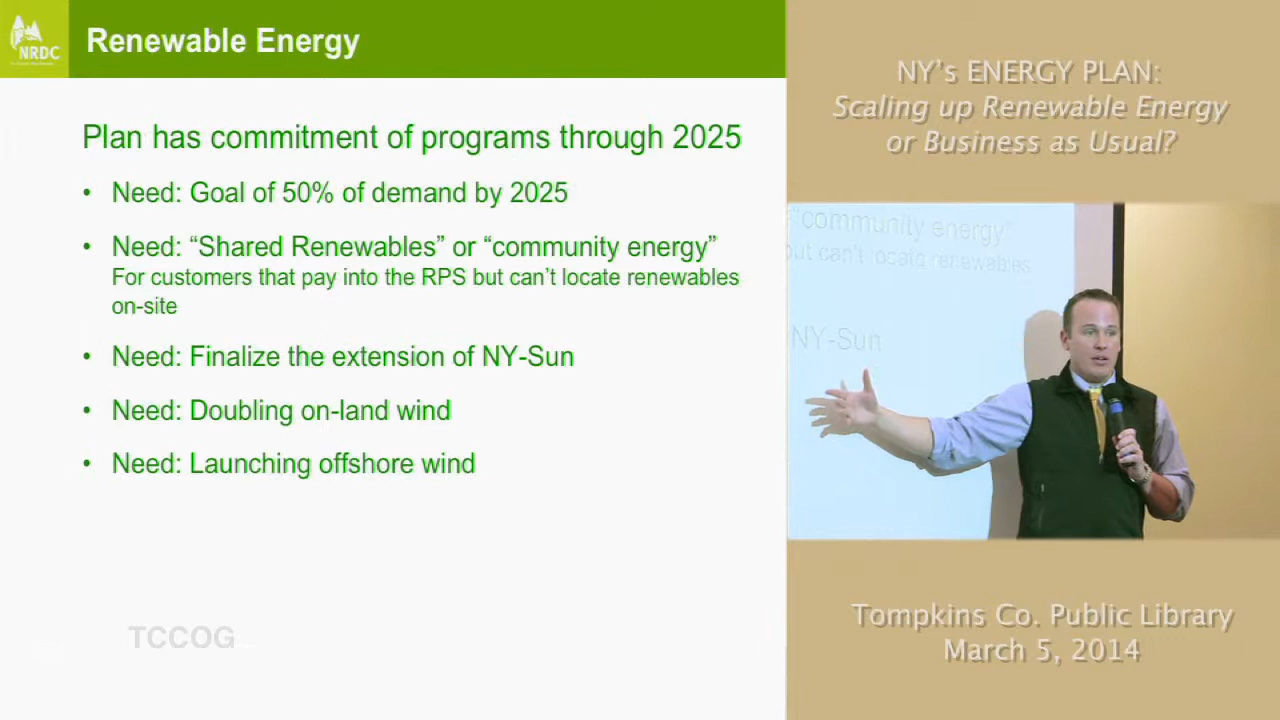 NRDC
Renewable Energy
Plan has commitment of programs through 2025
• Need: Goal of 50% of demand by 2025
• Need: “Shared Renewables” or “community energy”
For customers that pay into the RPS but can’t locate renewables
on-site
• Need: Finalize the extension of NY-Sun
• Need: Doubling on-land wind
• Need: Launching offshore wind
TCCOG
NY’s ENERGY PLAN:
Scaling up Renewable Energy
or Business as Usual?
“community energy”
but can’t locate renewables
NY-Sun
Tompkins Co. Public Library
March 5, 2014